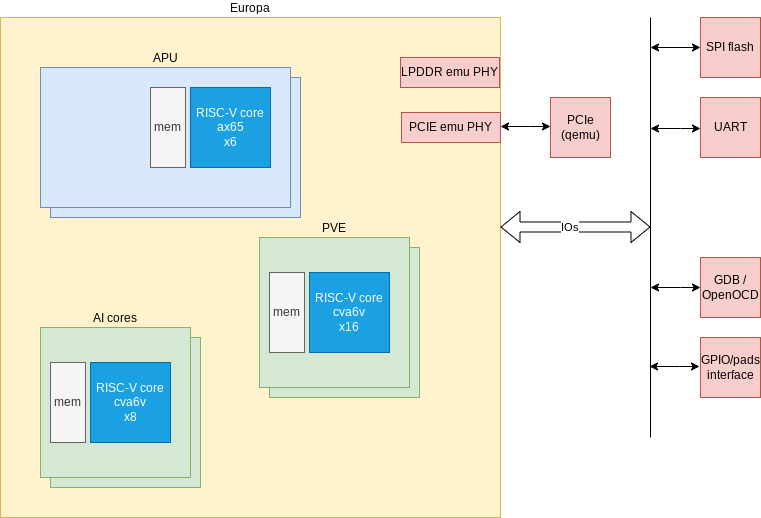 Europa
APU
mem
RISC-V core
ax65
x6
LPDDR emu PHY
PCIE emu PHY
PCIe
(qemu)
SPI flash
UART
IOs
PVE
mem
RISC-V core
cva6v
x16
GDB /
OpenOCD
AI cores
mem
RISC-V core
cva6v
x8
GPIO/pads
interface